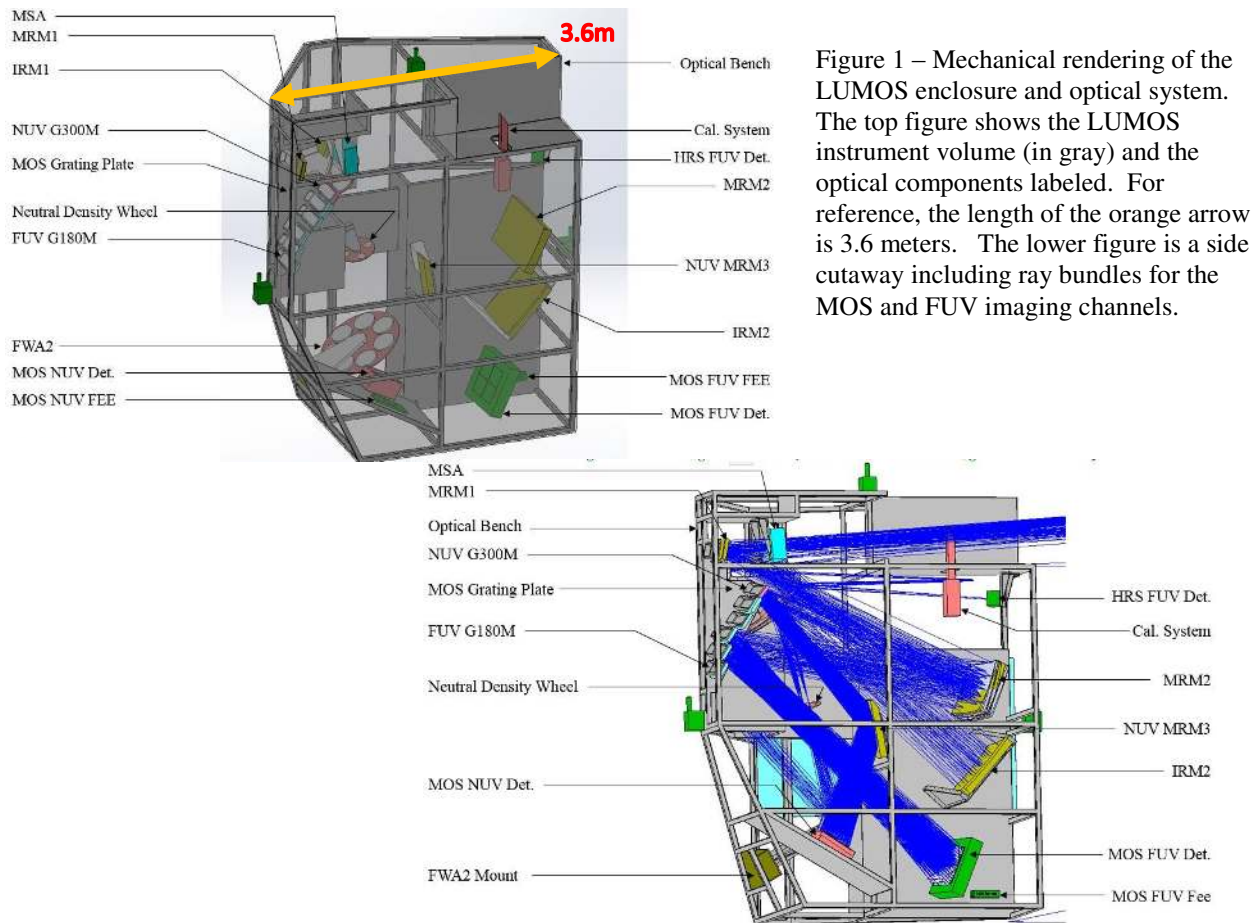 MSA
MRM1
IRM1
NUV G300M
MOS Grating Plate
Neutral Density Wheel
FUV G180M
FWA2
MOS NUV Det.
MOS NUV FEE
3.6m
Optical Bench
Cal. System
HRS FUV Det.
MRM2
NUV MRM3
IRM2
MOS FUV FEE
MOS FUV Det.
Figure 1 – Mechanical rendering of the
LUMOS enclosure and optical system.
The top figure shows the LUMOS
instrument volume (in gray) and the
optical components labeled. For
reference, the length of the orange arrow
is 3.6 meters. The lower figure is a side
cutaway including ray bundles for the
MOS and FUV imaging channels.
MSA
MRM1
Optical Bench
NUV G300M
MOS Grating Plate
FUV G180M
Neutral Density Wheel
MOS NUV Det.
FWA2 Mount
HRS FUV Det.
Cal. System
MRM2
NUV MRM3
IRM2
MOS FUV Det.
MOS FUV Fee